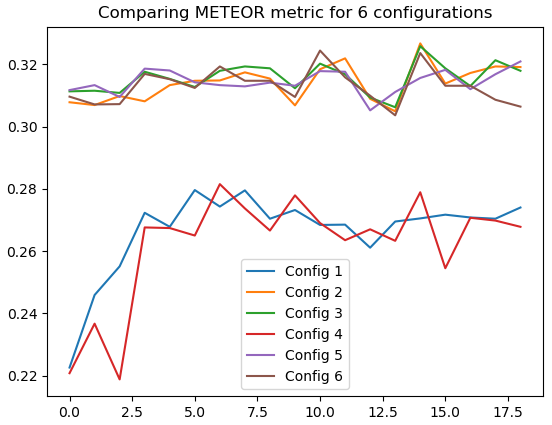 Comparing METEOR metric for 6 configurations
0.32
0.30
0.28
0.26
0.24
0.22
Config 1
Config 2
Config 3
Config 4
Config 5
Config 6
0.0 2.5 5.0 7.5 10.0 12.5 15.0 17.5